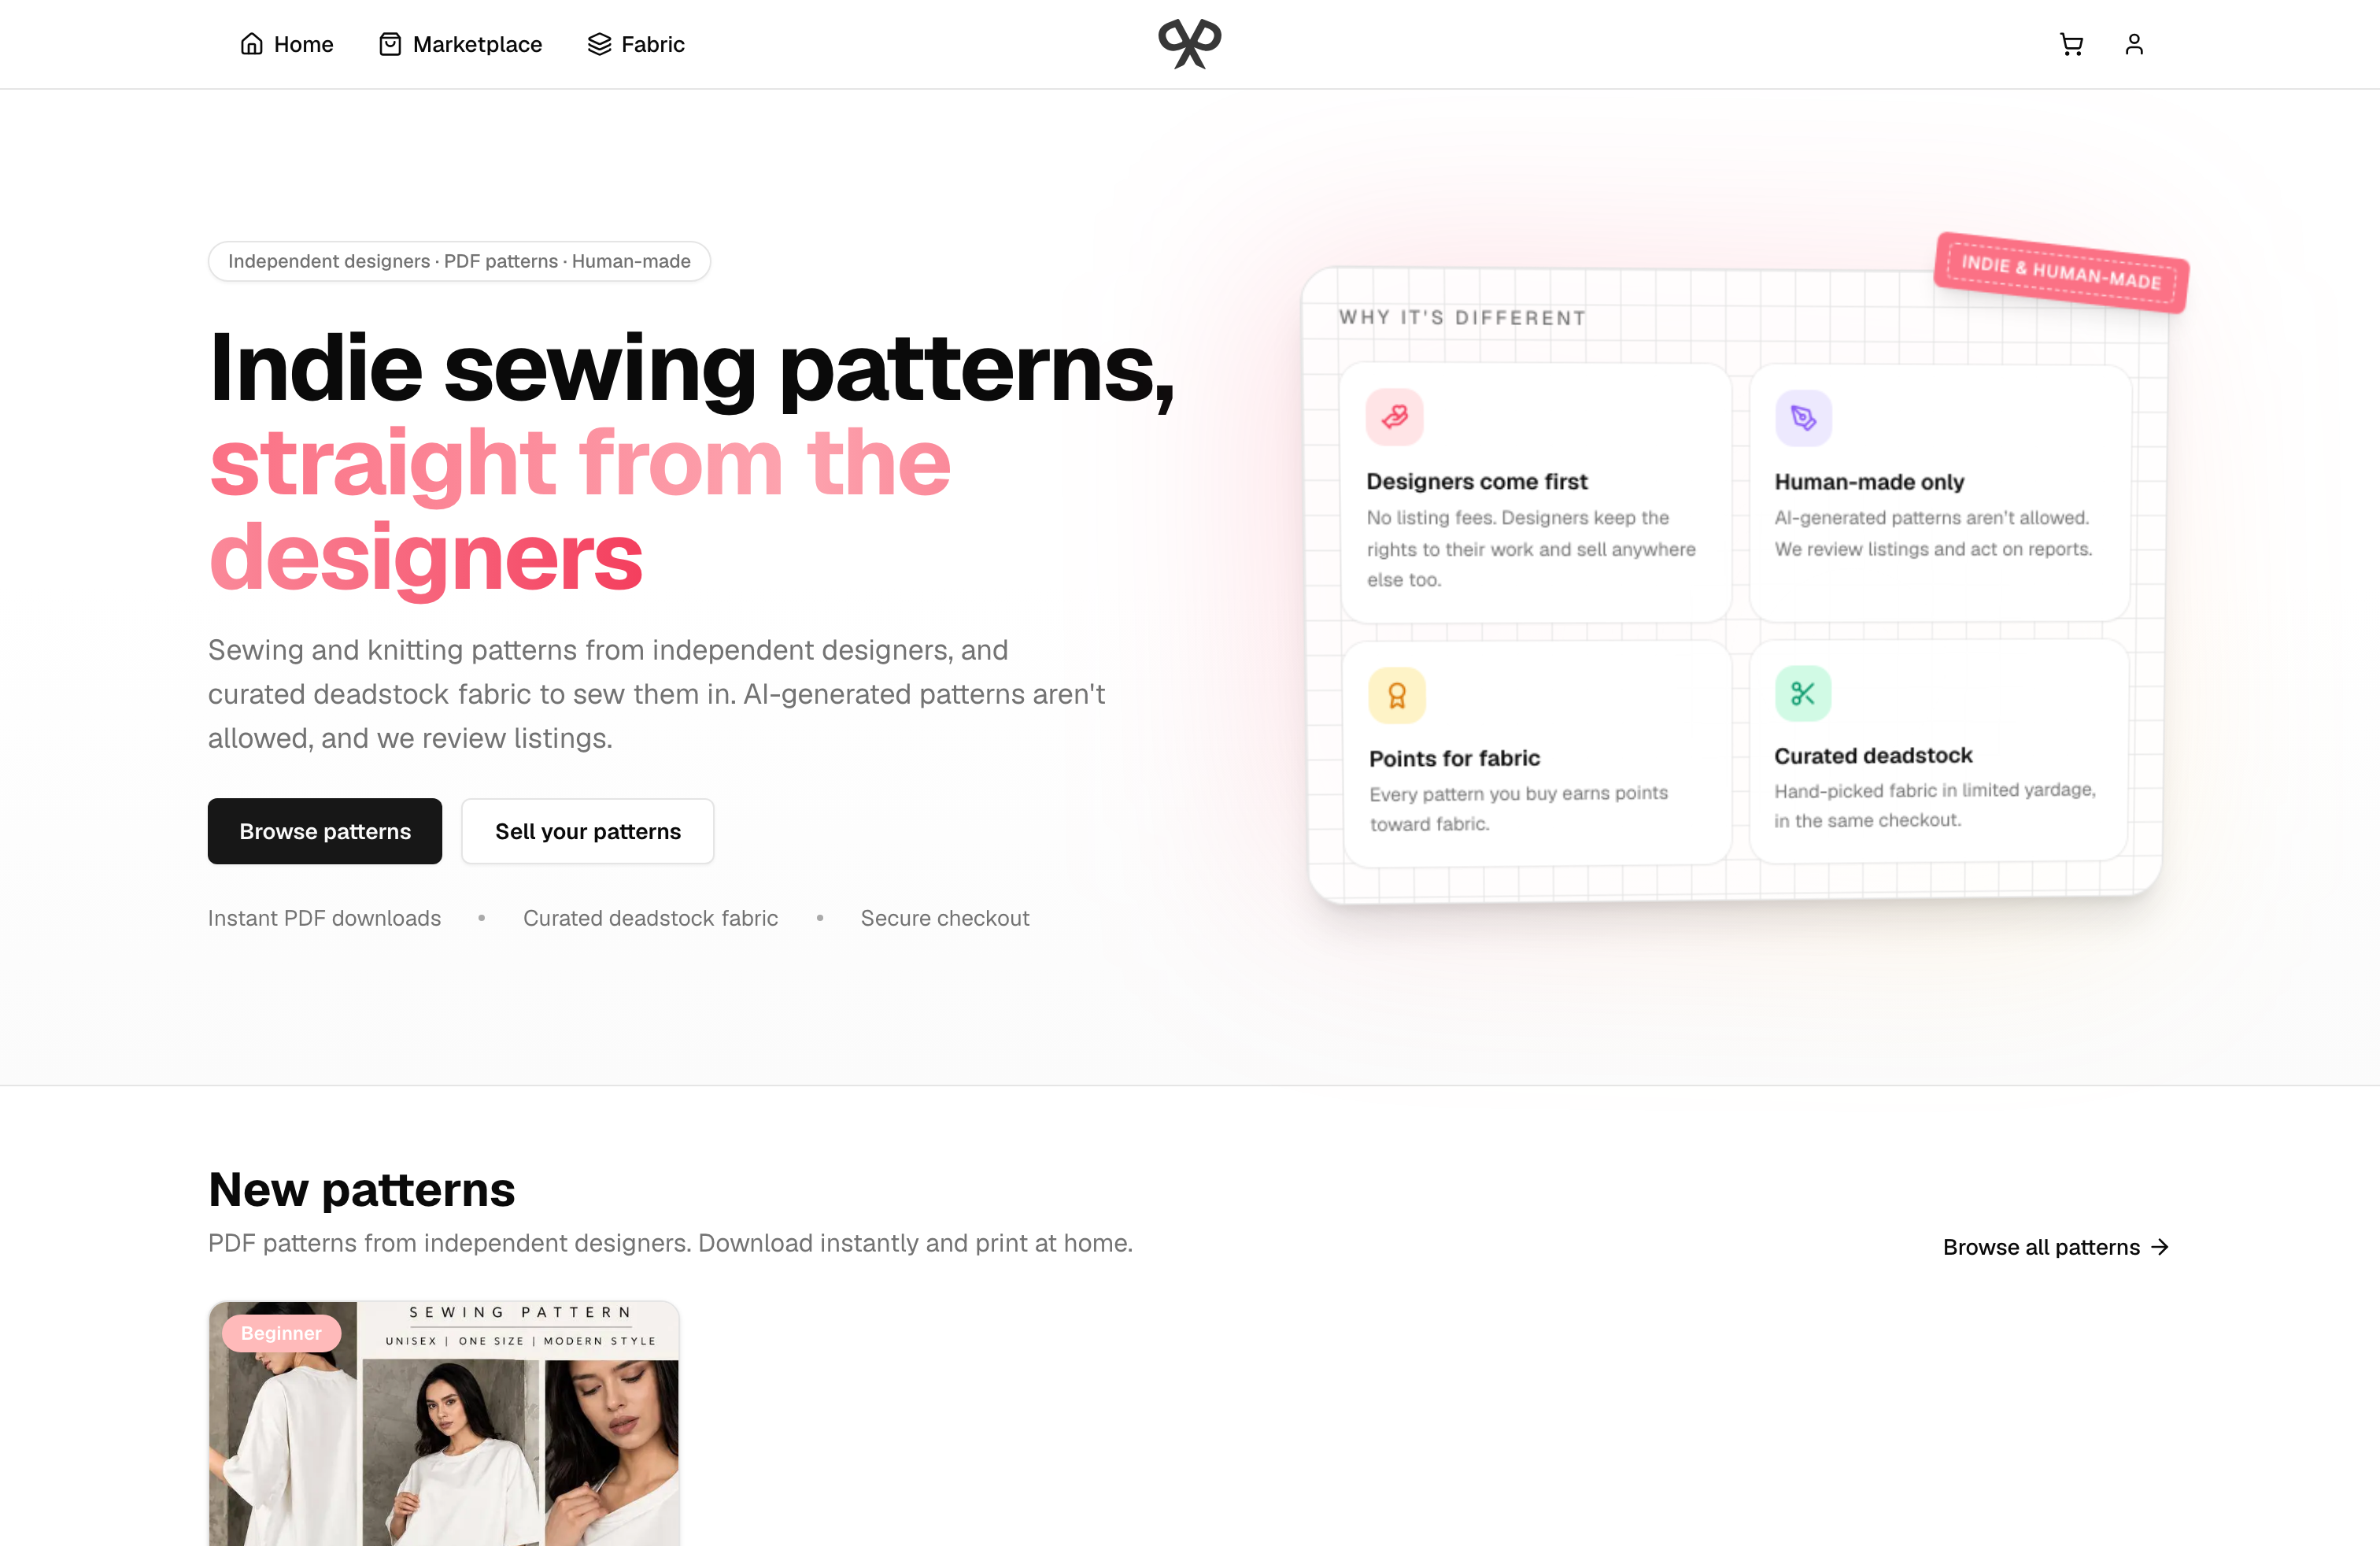 Home
Marketplace
Fabric
Independent designers · PDF patterns · Human-made
Indie sewing patterns,
straight from the
designers
Sewing and knitting patterns from independent designers, and
curated deadstock fabric to sew them in. AI-generated patterns aren't
allowed, and we review listings.
Browse patterns
Sell your patterns
Instant PDF downloads
Curated deadstock fabric
Secure checkout
INDIE & HUMAN-MADE
WHY IT'S DIFFERENT
Designers come first
No listing fees. Designers keep the
rights to their work and sell anywhere
else too.
Human-made only
AI-generated patterns aren't allowed.
We review listings and act on reports.
Points for fabric
Every pattern you buy earns points
toward fabric.
Curated deadstock
Hand-picked fabric in limited yardage,
in the same checkout.
New patterns
PDF patterns from independent designers. Download instantly and print at home.
Browse all patterns
Beginner
SEWING PATTERN
UNISEX | ONE SIZE | MODERN STYLE